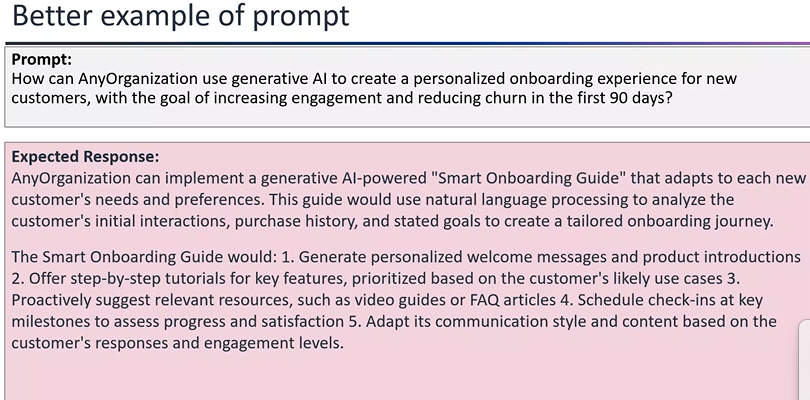 Better example of prompt
Prompt:
How can AnyOrganization use generative AI to create a personalized onboarding experience for new
customers, with the goal of increasing engagement and reducing churn in the first 90 days?
Expected Response:
AnyOrganization can implement a generative AI-powered "Smart Onboarding Guide" that adapts to each new
customer's needs and preferences. This guide would use natural language processing to analyze the
customer's initial interactions, purchase history, and stated goals to create a tailored onboarding journey.
The Smart Onboarding Guide would: 1. Generate personalized welcome messages and product introductions
2. Offer step-by-step tutorials for key features, prioritized based on the customer's likely use cases 3.
Proactively suggest relevant resources, such as video guides or FAQ articles 4. Schedule check-ins at key
milestones to assess progress and satisfaction 5. Adapt its communication style and content based on the
customer's responses and engagement levels.